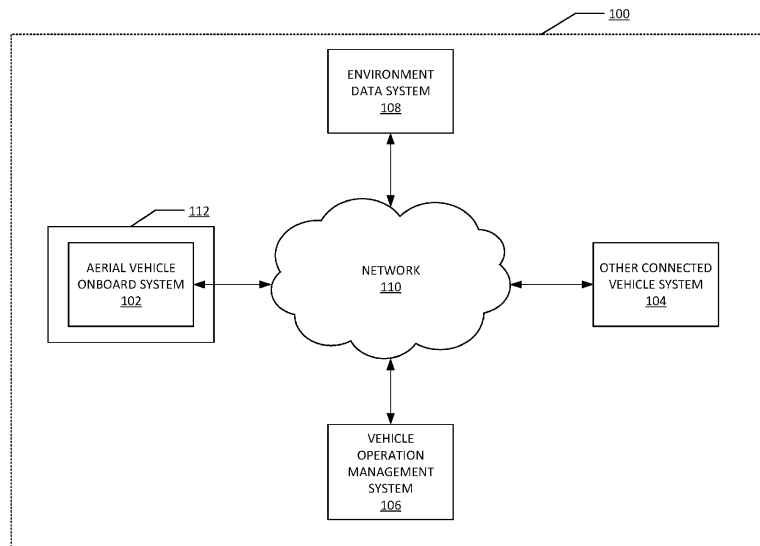 100
ENVIRONMENT
DATA SYSTEM
108
112
AERIAL VEHICLE
ONBOARD SYSTEM
102
NETWORK
110
OTHER CONNECTED
VEHICLE SYSTEM
104
VEHICLE
OPERATION
MANAGEMENT
SYSTEM
106